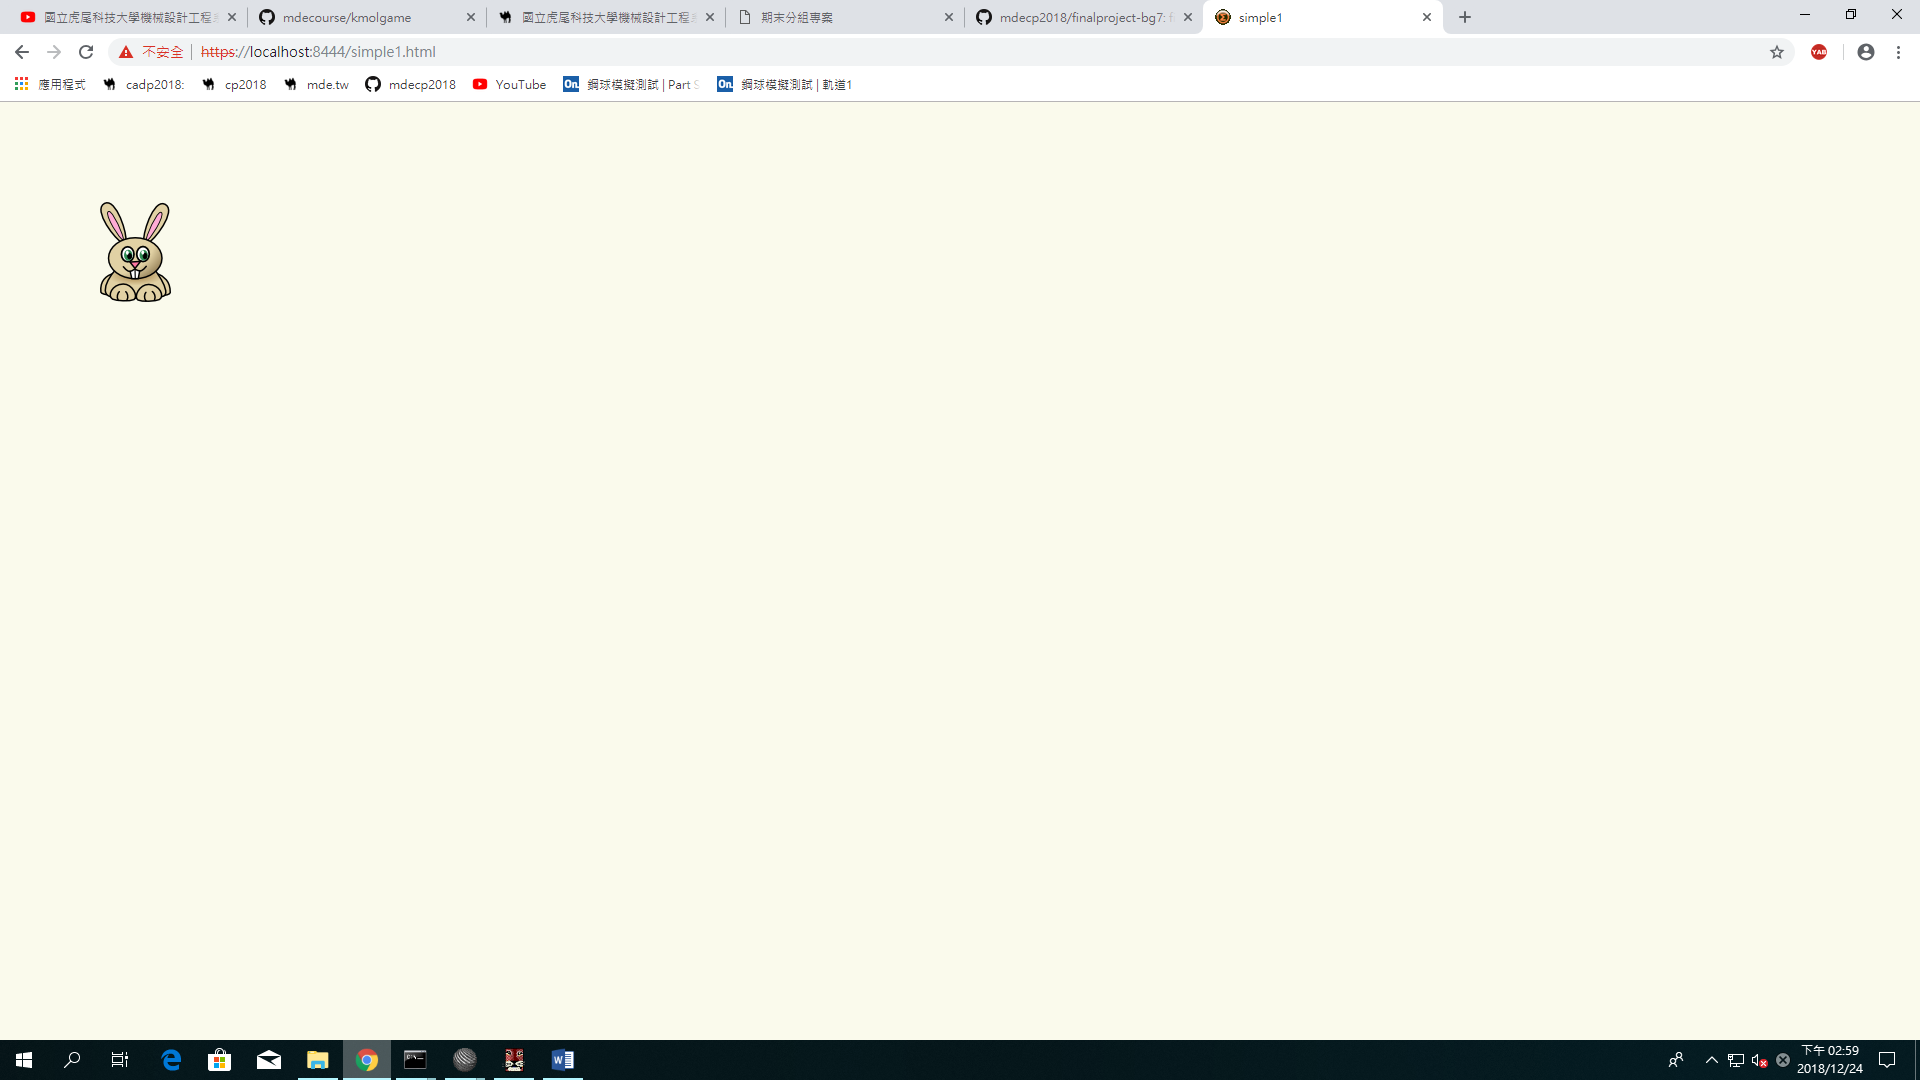 國立虎尾科技大學機械設計工程
mdecourse/kmolgame
國立虎尾科技大學機械設計工程
期末分組專案
mdecp2018/finalproject-bg7: f
simple1
不安全 | https://localhost:8444/simple1.html
YAB
應用程式
cadp2018:
cp2018
mde.tw
mdecp2018
YouTube
On. 鋼球模擬測試 | Part S
On. 鋼球模擬測試 | 軌道1
下午 02:59
2018/12/24